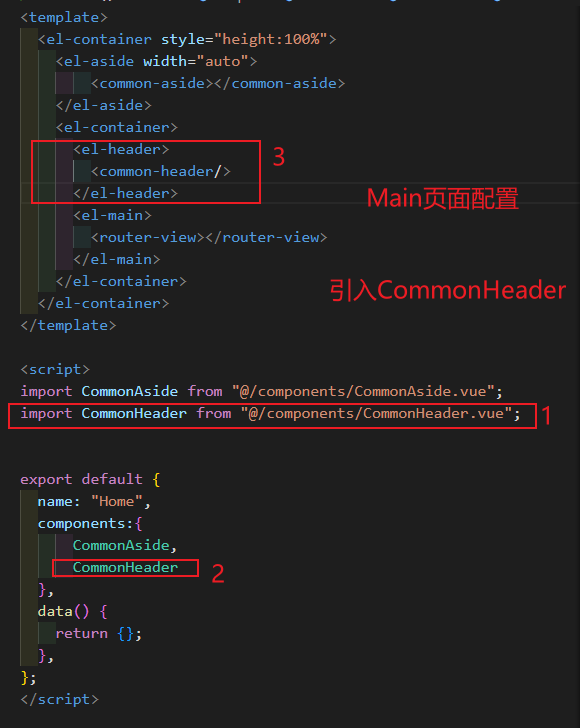 <template>
<el-container style="height:100%">
<el-aside width="auto">
<common-aside></common-aside>
</el-aside>
<el-container>
<el-header> 3
<common-header/>
</el-header> Main页面配置
<el-main>
<router-view></router-view>
</el-main>
</el-container> 引入CommonHeader
</el-container>
</template>
<script>
import CommonAside from "@/components/CommonAside.vue";
import CommonHeader from "@/components/CommonHeader.vue"; 1
export default {
name: "Home",
components:{
CommonAside,
CommonHeader 2
},
data() {
return {};
},
};
</script>